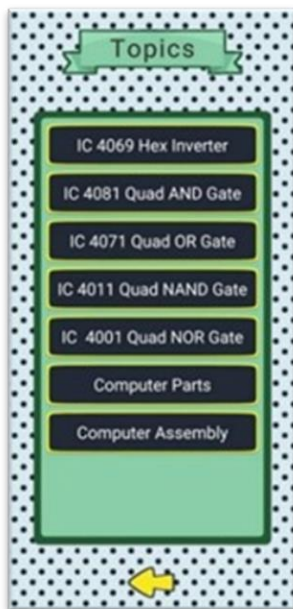 Topics
IC 4069 Hex Inverter
IC 4081 Quad AND Gate
IC 4071 Quad OR Gate
IC 4011 Quad NAND Gate
IC 4001 Quad NOR Gate
Computer Parts
Computer Assembly